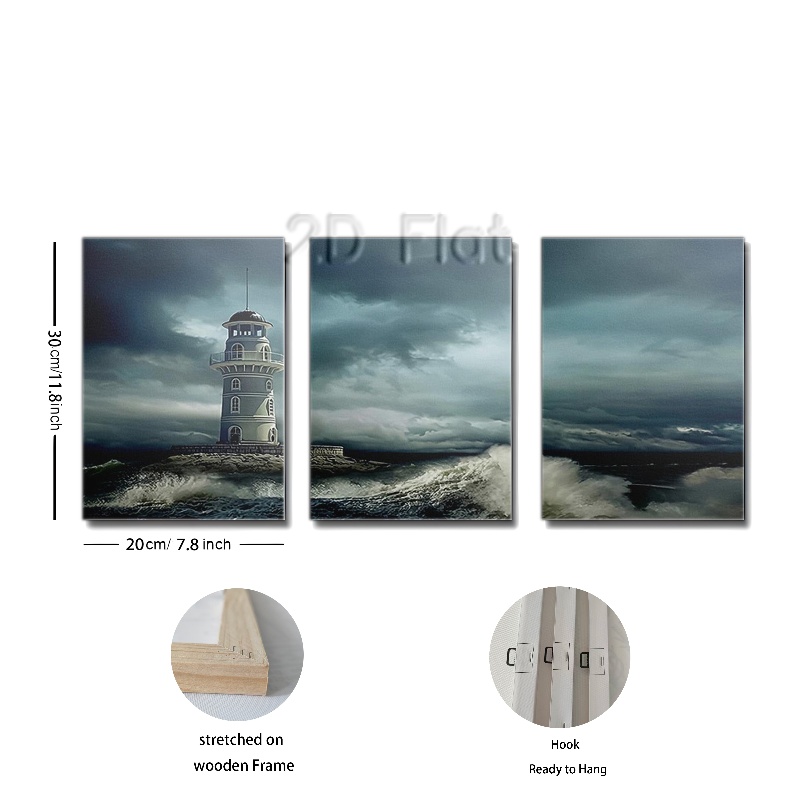 2D Flat
30cm/11.8inch
20cm/ 7.8 inch
stretched on
wooden Frame
Hook
Ready to Hang